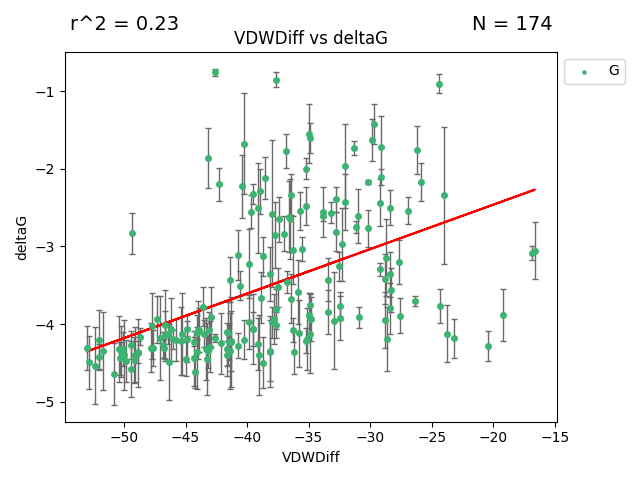 r^2 = 0.23 N = 174
VDWDiff vs deltaG
G
deltaG
−1
−2
−3
−4
−5
−50 −45 −40 −35 −30 −25 −20 −15
VDWDiff